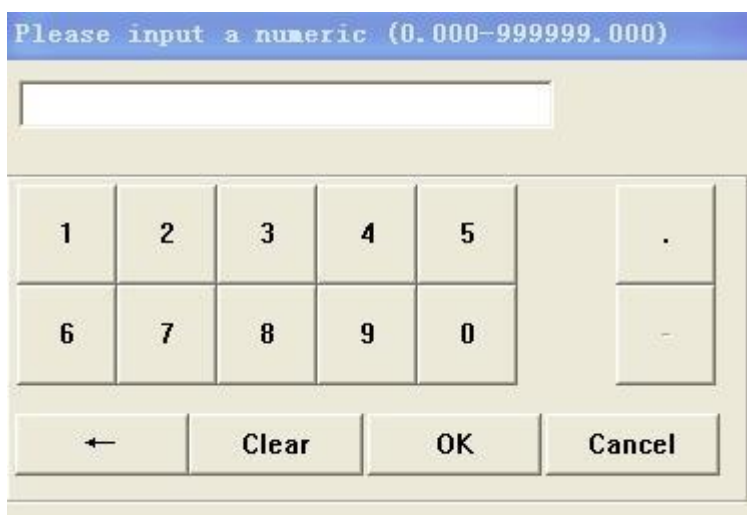 Please input a numeric (0.000-999999.000)
1 2 3 4 5 .
6 7 8 9 0 -
← Clear OK Cancel